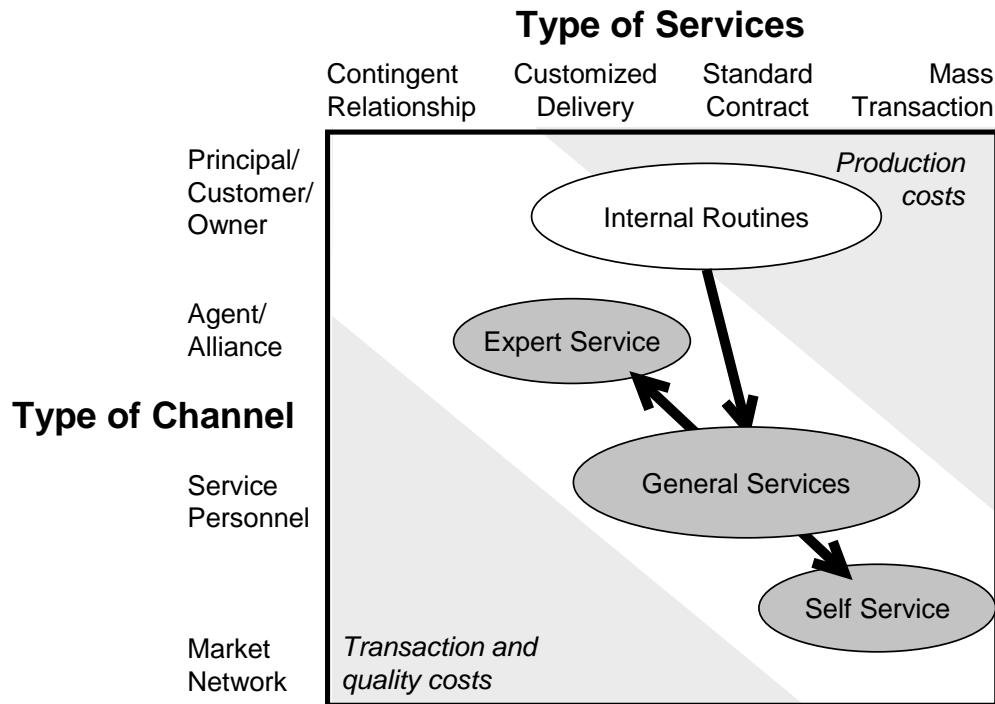 Type of Services
Contingent
Relationship
Customized
Delivery
Standard
Contract
Mass
Transaction
Principal/
Customer/
Owner
Production
costs
Internal Routines
Agent/
Alliance
Expert Service
Type of Channel
Service
Personnel
General Services
Self Service
Market
Network
Transaction and
quality costs